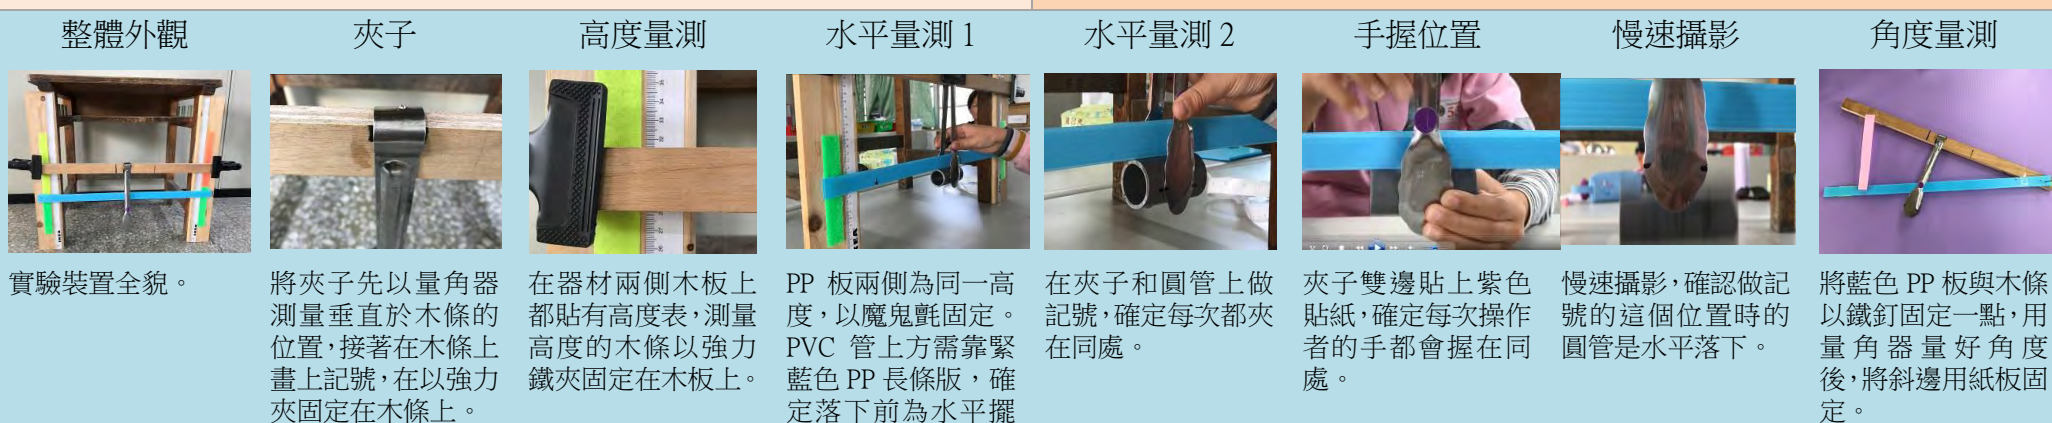 整體外觀
夾子
高度量測
水平量測 1
水平量測 2
手握位置
慢速攝影
角度量測
實驗裝置全貌。
將夾子先以量角器
測量垂直於木條的
位置,接著在木條上
畫上記號,在以強力
夾固定在木條上。
在器材兩側木板上
都貼有高度表,測量
高度的木條以強力
鐵夾固定在木板上。
PP 板兩側為同一高
度,以魔鬼氈固定。
PVC 管上方需靠緊
藍色 PP 長條版,確
定落下前為水平擺
在夾子和圓管上做
記號,確定每次都夾
在同處。
夾子雙邊貼上紫色
貼紙,確定每次操作
者的手都會握在同
處。
慢速攝影,確認做記
號的這個位置時的
圓管是水平落下。
將藍色 PP 板與木條
以鐵釘固定一點,用
量角器量好角度
後,將斜邊用紙板固
定。